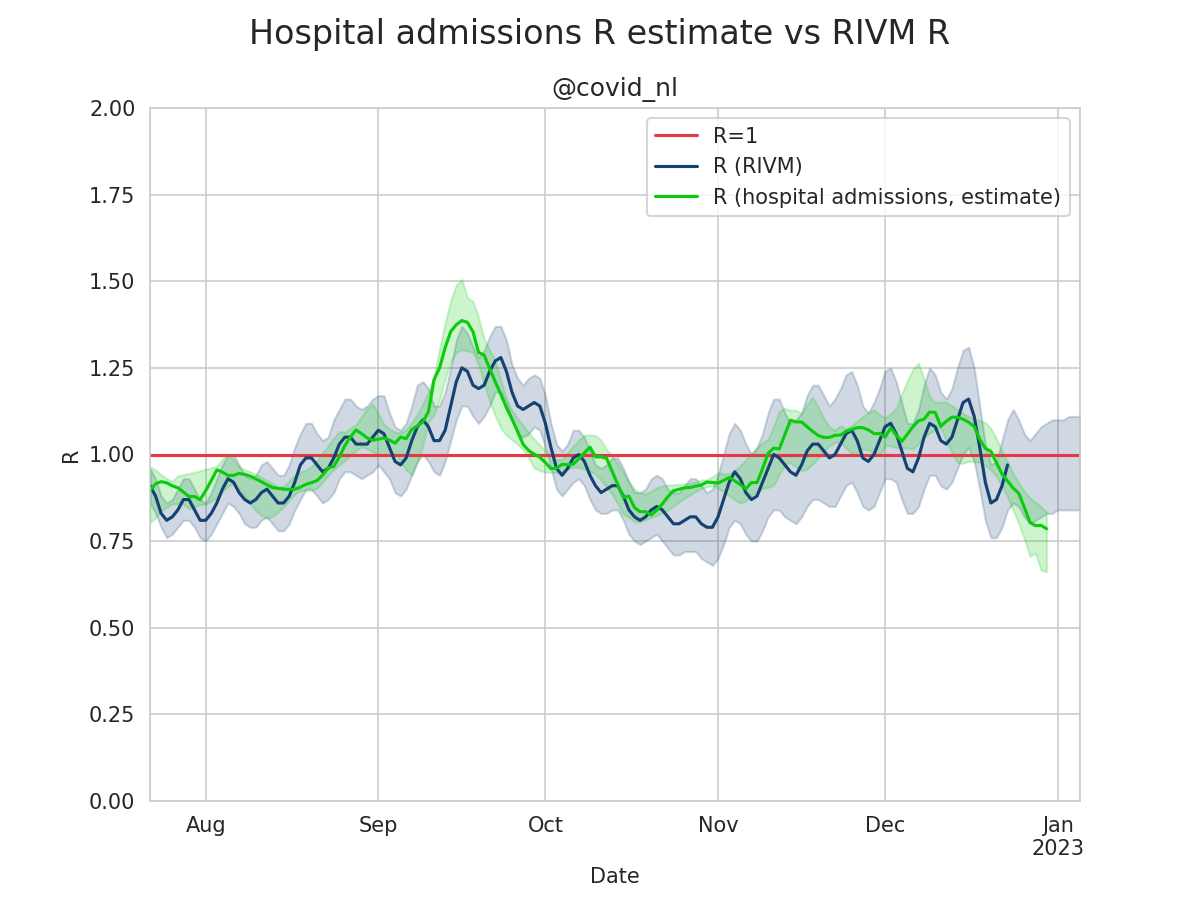 Hospital admissions R estimate vs RIVM R
@covid_nl
R=1
R (RIVM)
R (hospital admissions, estimate)
2.00
1.75
1.50
1.25
1.00
0.75
0.50
0.25
0.00
R
Aug
Sep
Oct
Nov
Dec
Jan
2023
Date